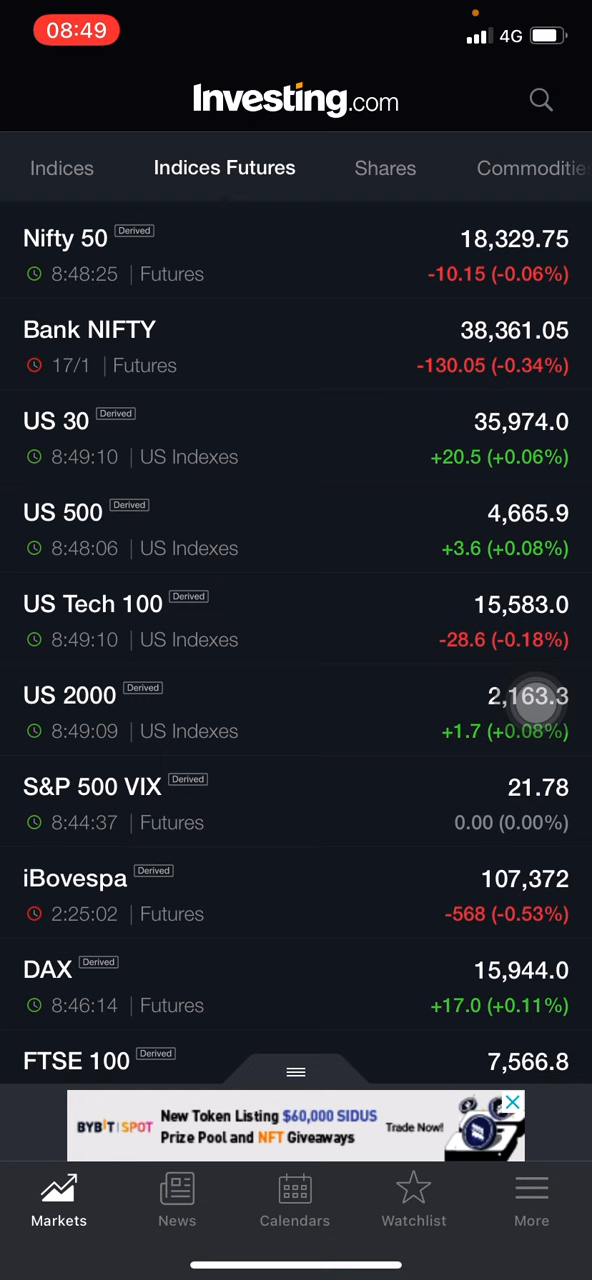 08:49
4G
Investing.com
Indices Indices Futures Shares Commoditie
Nifty 50 Derived 18,329.75
8:48:25 | Futures -10.15 (-0.06%)
Bank NIFTY 38,361.05
17/1 | Futures -130.05 (-0.34%)
US 30 Derived 35,974.0
8:49:10 | US Indexes +20.5 (+0.06%)
US 500 Derived 4,665.9
8:48:06 | US Indexes +3.6 (+0.08%)
US Tech 100 Derived 15,583.0
8:49:10 | US Indexes -28.6 (-0.18%)
US 2000 Derived 2,163.3
8:49:09 | US Indexes +1.7 (+0.08%)
S&P 500 VIX Derived 21.78
8:44:37 | Futures 0.00 (0.00%)
iBovespa Derived 107,372
2:25:02 | Futures -568 (-0.53%)
DAX Derived 15,944.0
8:46:14 | Futures +17.0 (+0.11%)
FTSE 100 Derived 7,566.8
BYBIT | SPOT New Token Listing $60,000 SIDUS Trade Now!
Prize Pool and NFT Giveaways
Markets News Calendars Watchlist More